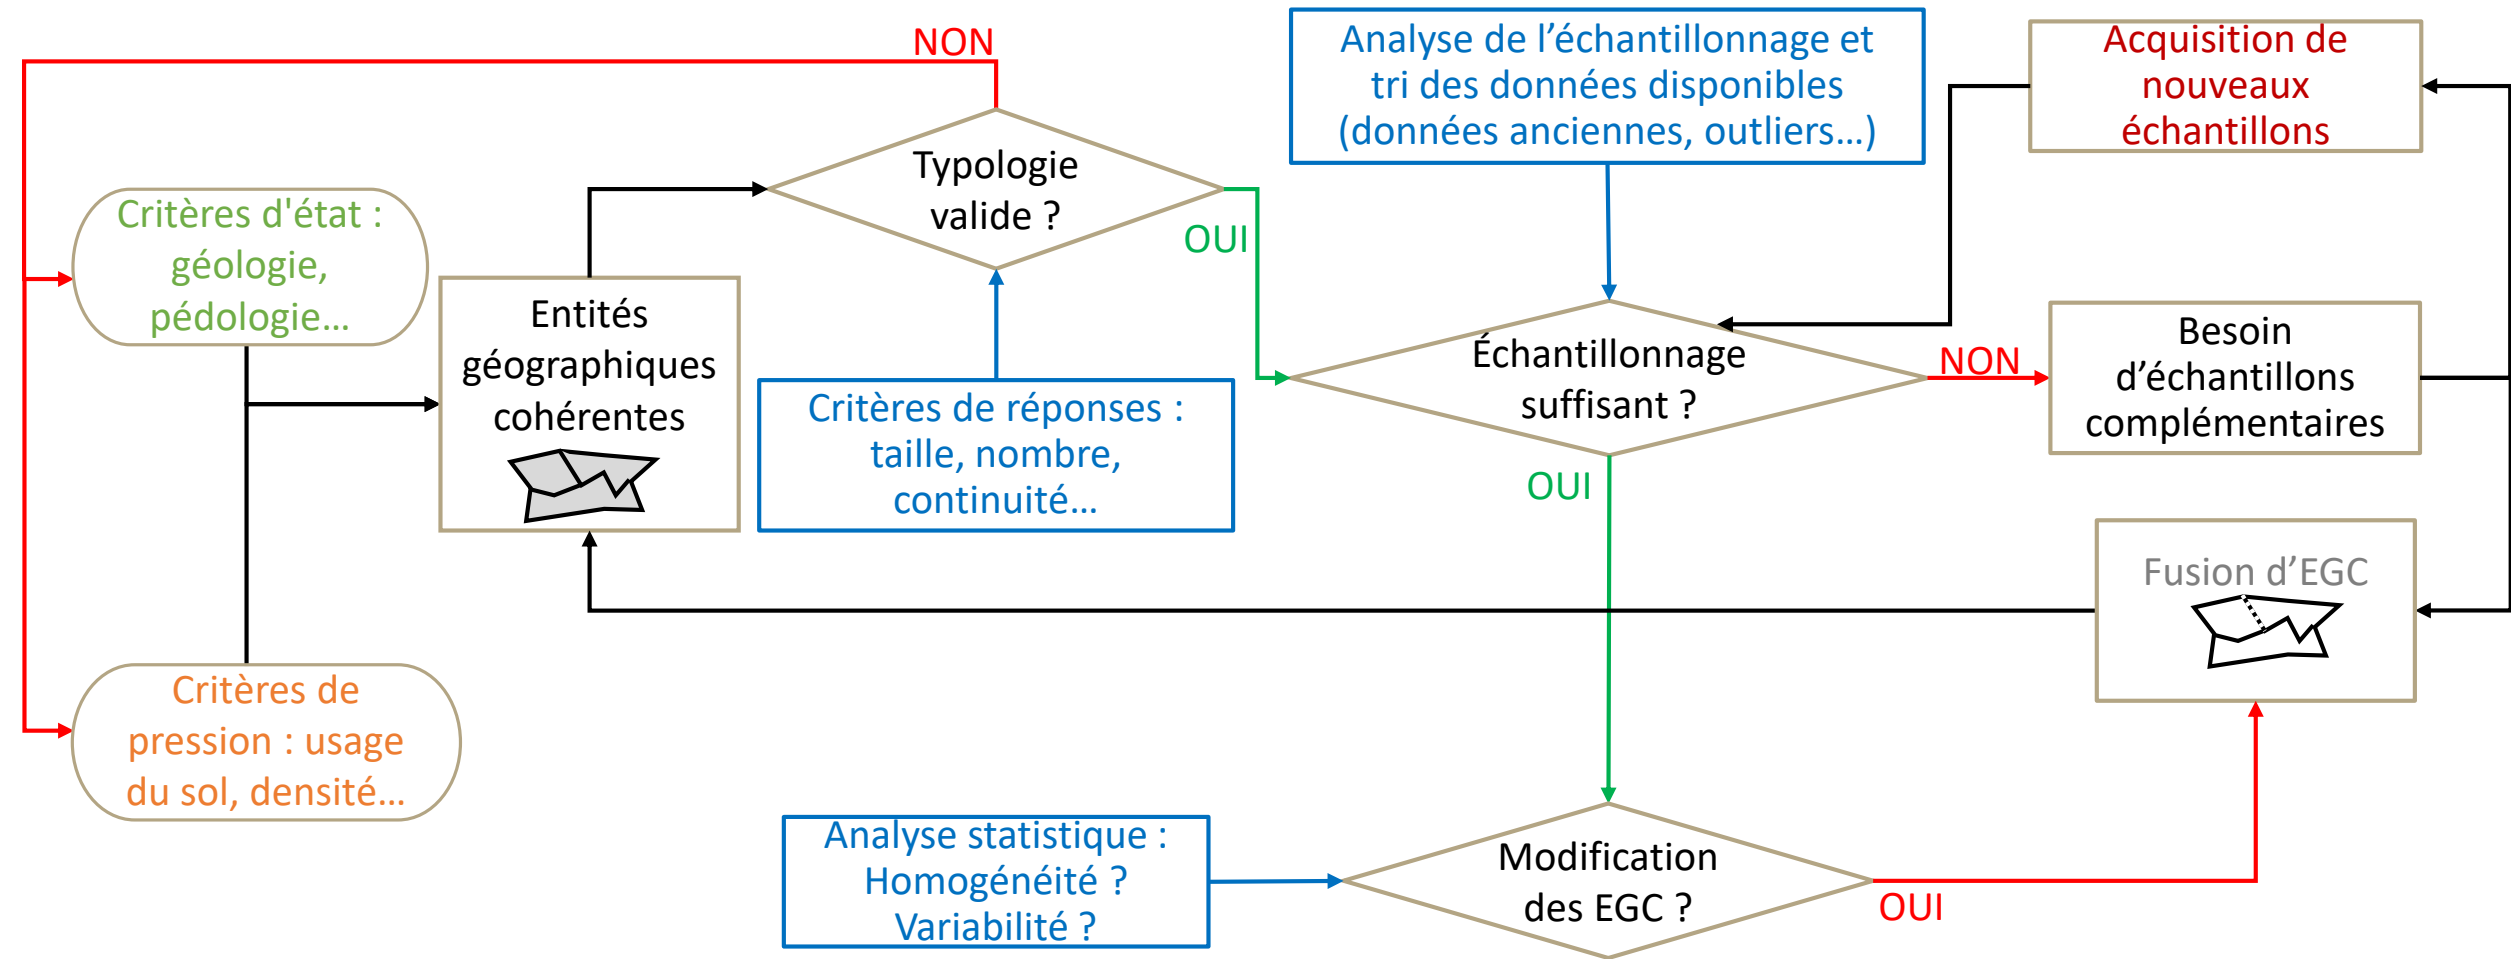 NON
Analyse de l’échantillonnage et
tri des données disponibles
(données anciennes, outliers…)
Acquisition de
nouveaux
échantillons
Typologie
valide ?
OUI
Critères d'état :
géologie,
pédologie…
Entités
géographiques
cohérentes
Critères de réponses :
taille, nombre,
continuité…
Échantillonnage
suffisant ?
NON
Besoin
d’échantillons
complémentaires
OUI
Fusion d’EGC
Critères de
pression : usage
du sol, densité…
Analyse statistique :
Homogénéité ?
Variabilité ?
Modification
des EGC ?
OUI